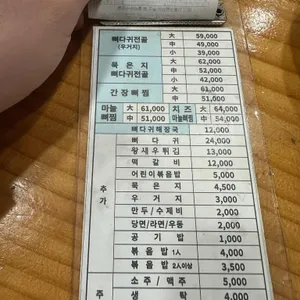 뼈다귀전골 大 59,000
(우거지) 中 49,000
小 39,000
묵은지 大 62,000
뼈다귀전골 中 52,000
小 42,000
간장뼈찜 大 61,000
中 51,000
마늘 大 61,000 치즈 大 64,000
뼈찜 中 51,000 마늘뼈찜 中 54,000
뼈다귀해장국 12,000
추가
뼈다귀 24,000
왕새우튀김 13,000
떡갈비 12,000
어린이볶음밥 5,000
묵은지 4,500
우거지 3,000
만두/수제비 2,000
당면/라면/우동 2,000
공기밥 1,000
볶음밥 1人 4,000
볶음밥 2人이상 3,500
주
소주/맥주 5,000
생락 4,000